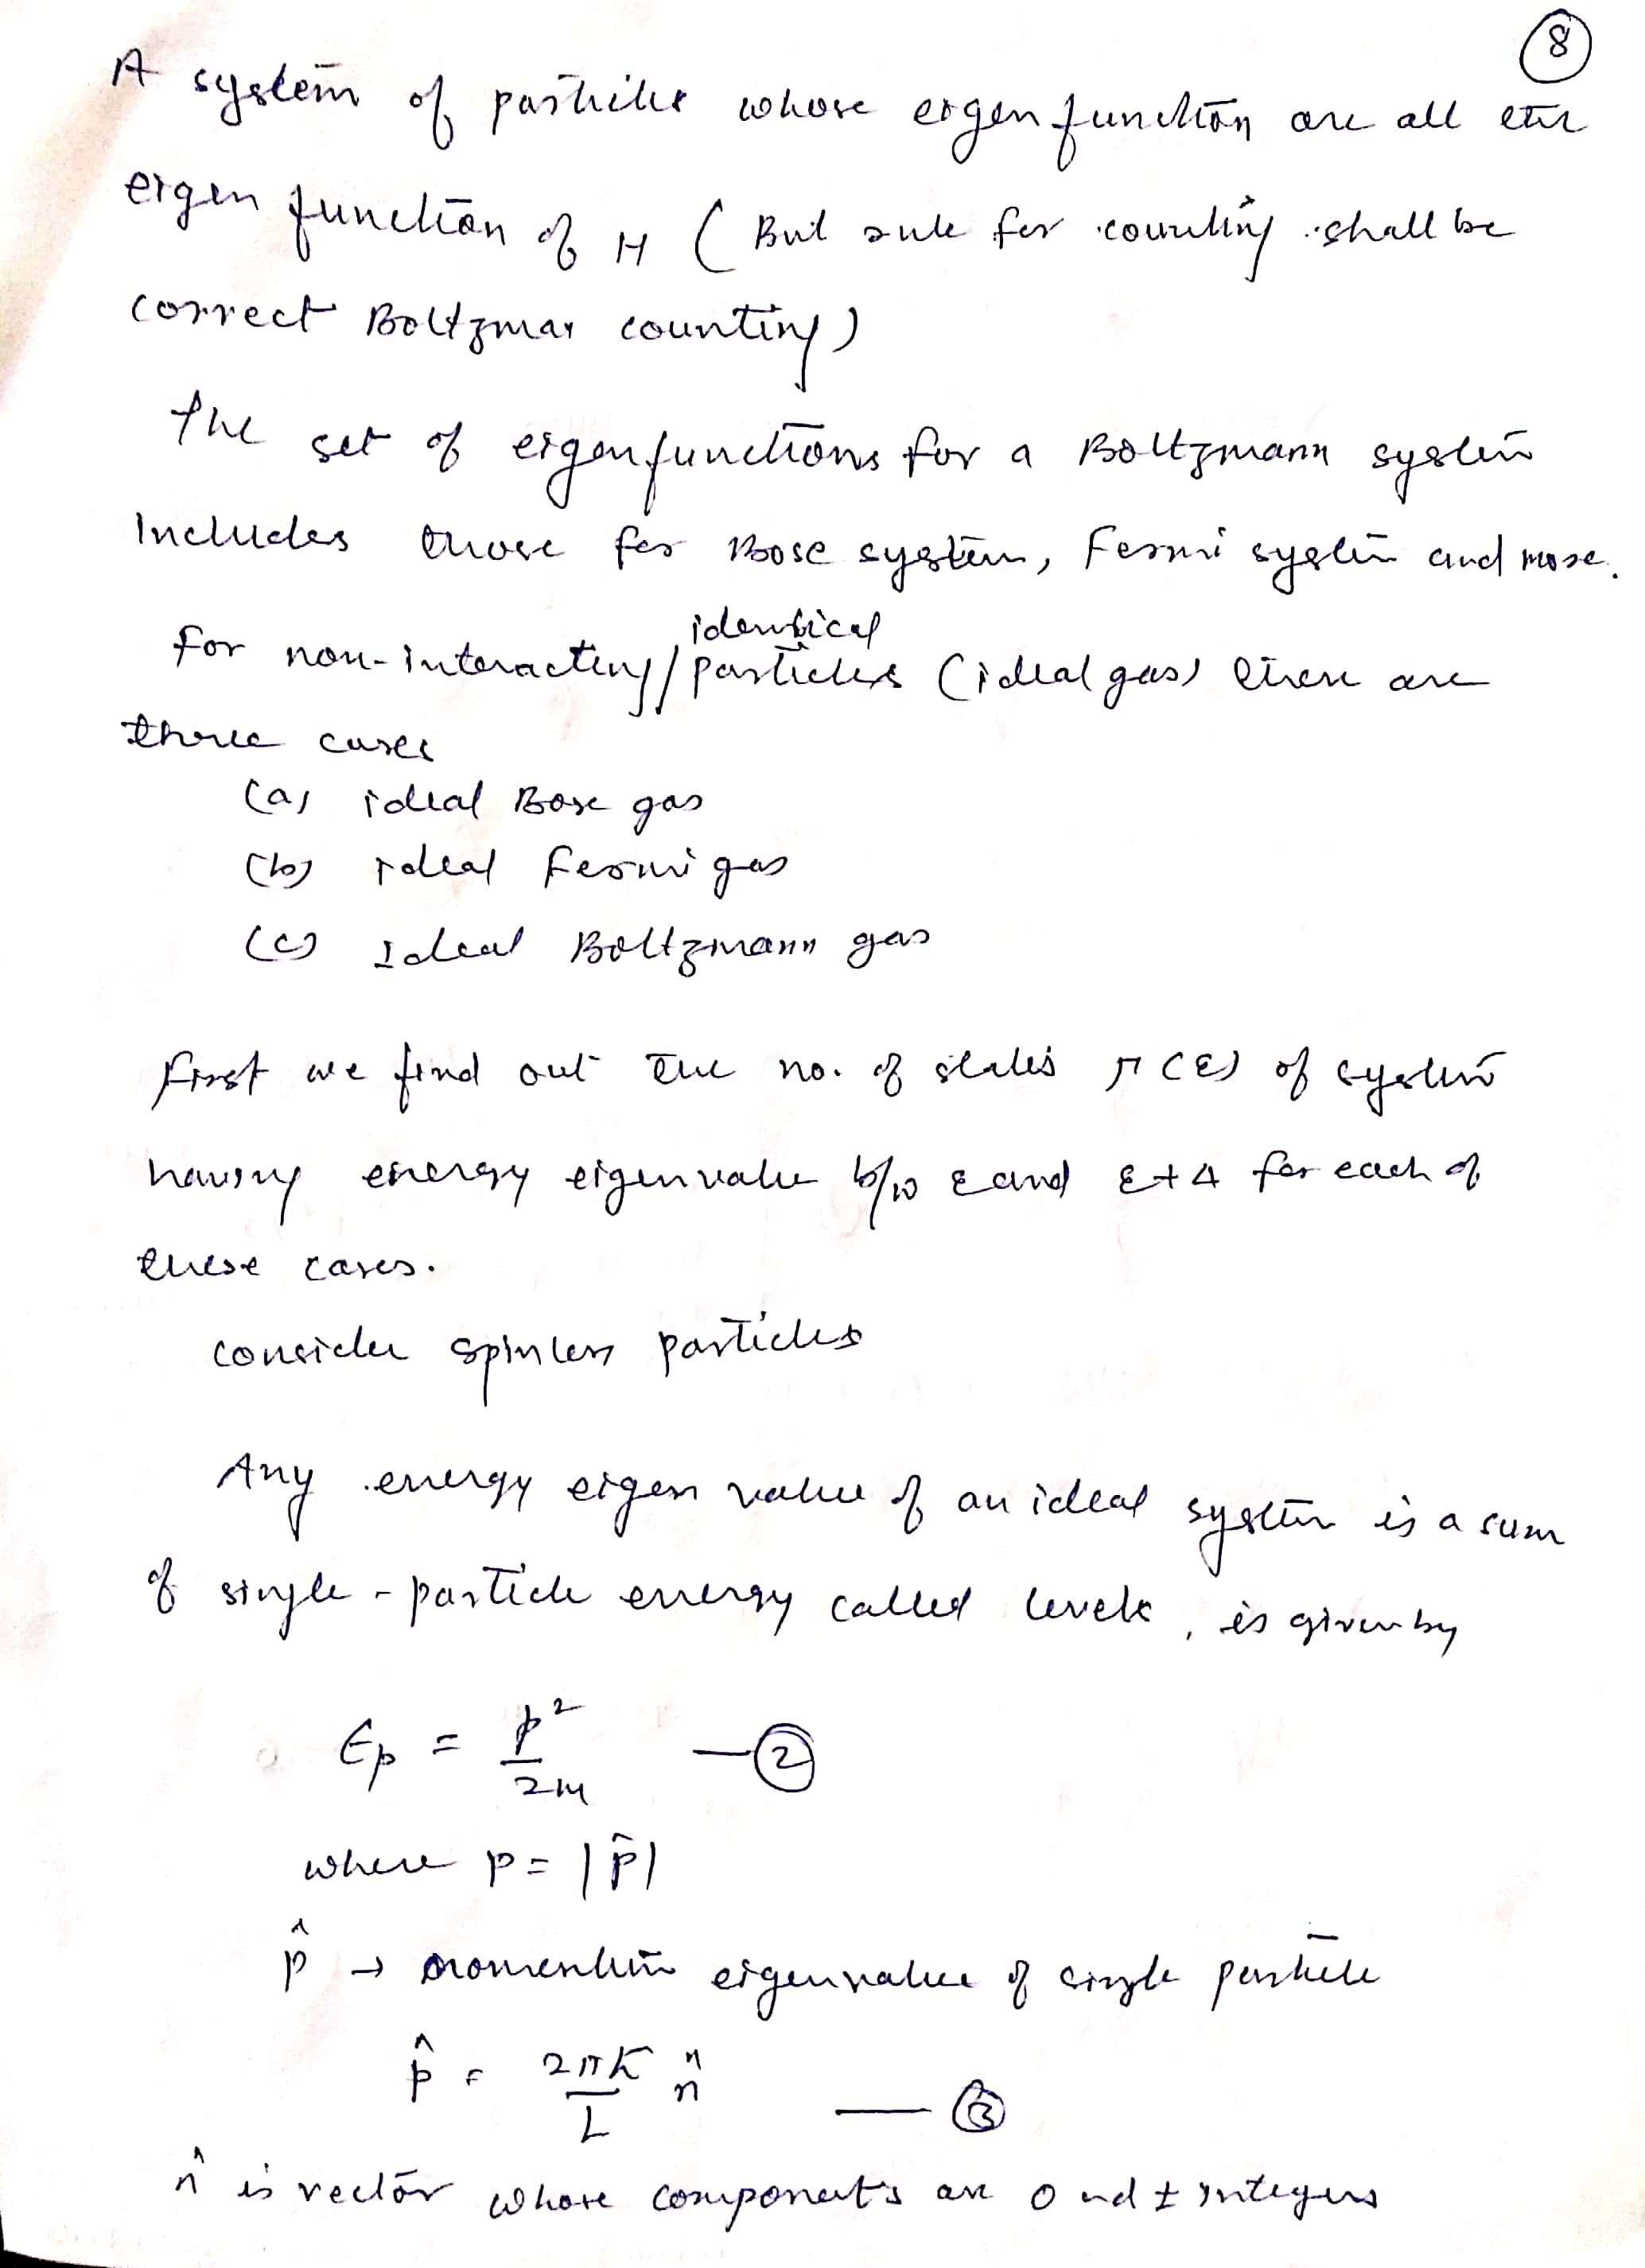 8
A system of particles whose eigen function are all the
eigen function of H ( But rule for counting shall be
correct Boltzman counting )
The set of eigenfunctions for a Boltzmann system
Includes those for Bose system, Fermi system and more.
identical
for non-interacting / particles (ideal gas) there are
three cases
(a) ideal Bose gas
(b) ideal Fermi gas
(c) Ideal Boltzmann gas
First we find out the no. of states Γ(E) of system
having energy eigenvalue b/w E and E+Δ for each of
these cases.
consider spinless particles
Any energy eigen value of an ideal system is a sum
of single - particle energy called levels, is given by
ϵp = p²/2m — 2
where p = |p̂|
p̂ → momentum eigenvalue of single particle
p̂ = 2πħ/L n̂ — 3
n̂ is vector whose components are 0 nd ± integers